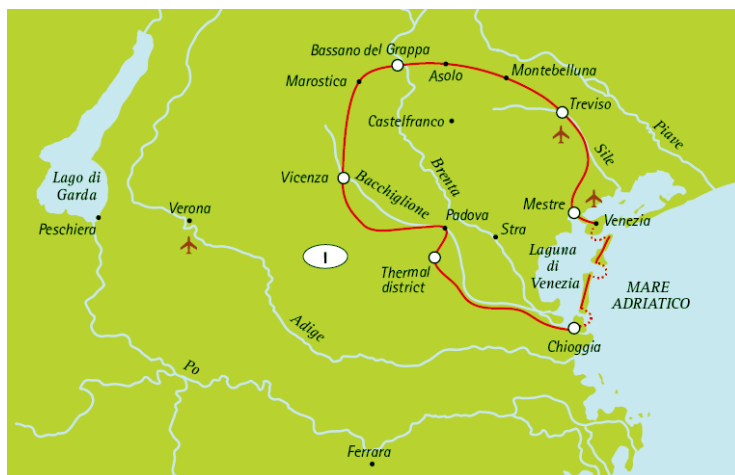 Bassano del Grappa
Marostica
Asolo
Montebelluna
Treviso
Castelfranco
Piave
Sile
Brenta
Lago di
Garda
Vicenza
Bacchiglione
Peschiera
Verona
Mestre
Venezia
Padova
Stra
I
Thermal
district
Laguna
di
Venezia
MARE
ADRIATICO
Adige
Chioggia
Po
Ferrara